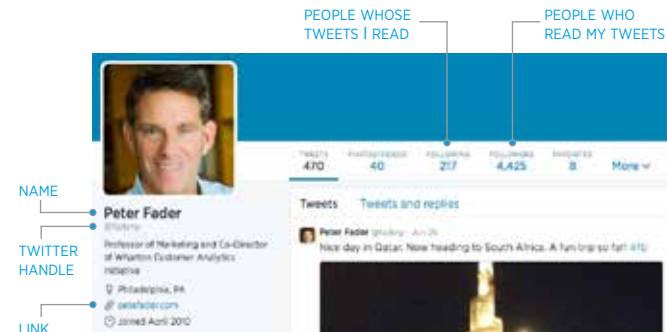 PEOPLE WHOSE
TWEETS I READ
PEOPLE WHO
READ MY TWEETS
TWEETS PHOTOS/VIDEOS FOLLOWING FOLLOWERS FAVORITES
470 40 217 4,425 8 More
NAME
Peter Fader
TWITTER
HANDLE
Professor of Marketing and Co-Director
of Wharton Customer Analytics
Initiative
Philadelphia, PA
LINK
petefader.com
Joined April 2010
Tweets Tweets and replies
Peter Fader
Nice day in Qatar. Now heading to South Africa. A fun trip so far!